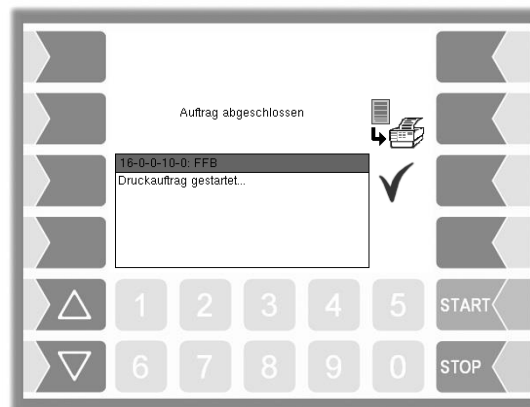 Auftrag abgeschlossen
16-0-0-10-0: FFB
Druckauftrag gestartet...
1 2 3 4 5 START
6 7 8 9 0 STOP